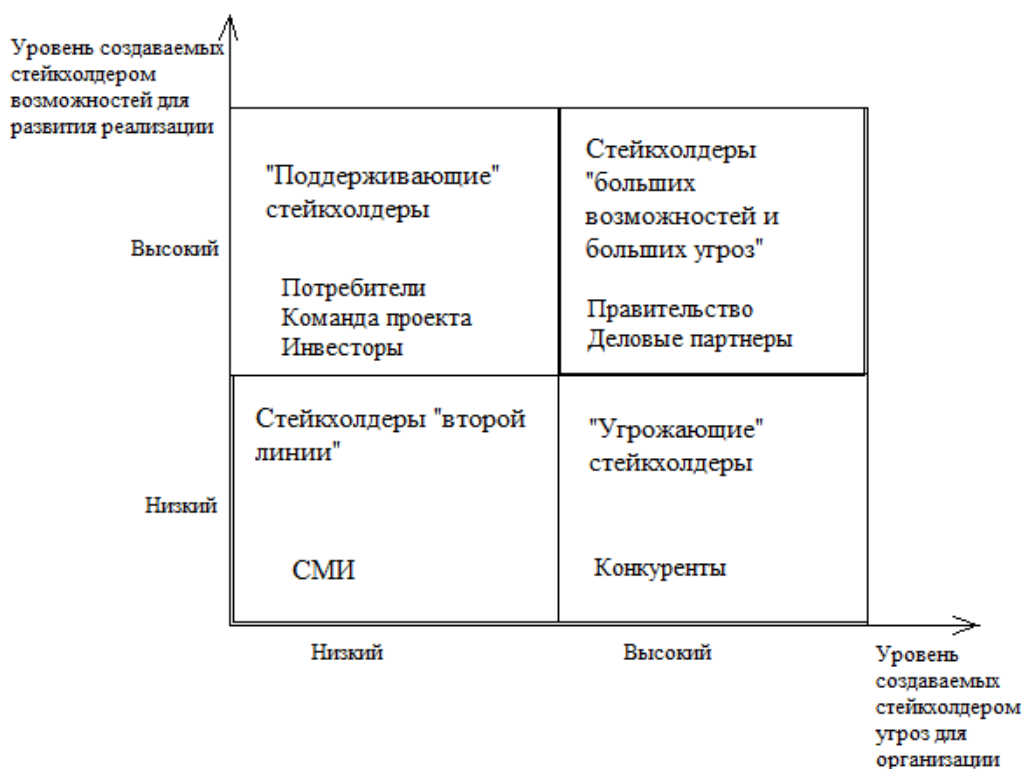 Уровень создаваемых
стейкхолдером
возможностей для
развития реализации
"Поддерживающие"
стейкхолдеры
Стейкхолдеры
"больших
возможностей и
больших угроз"
Высокий
Потребители
Команда проекта
Инвесторы
Правительство
Деловые партнеры
Стейкхолдеры "второй
линии"
"Угрожающие"
стейкхолдеры
Низкий
СМИ
Конкуренты
Низкий
Высокий
Уровень
создаваемых
стейкхолдером
угроз для
организации